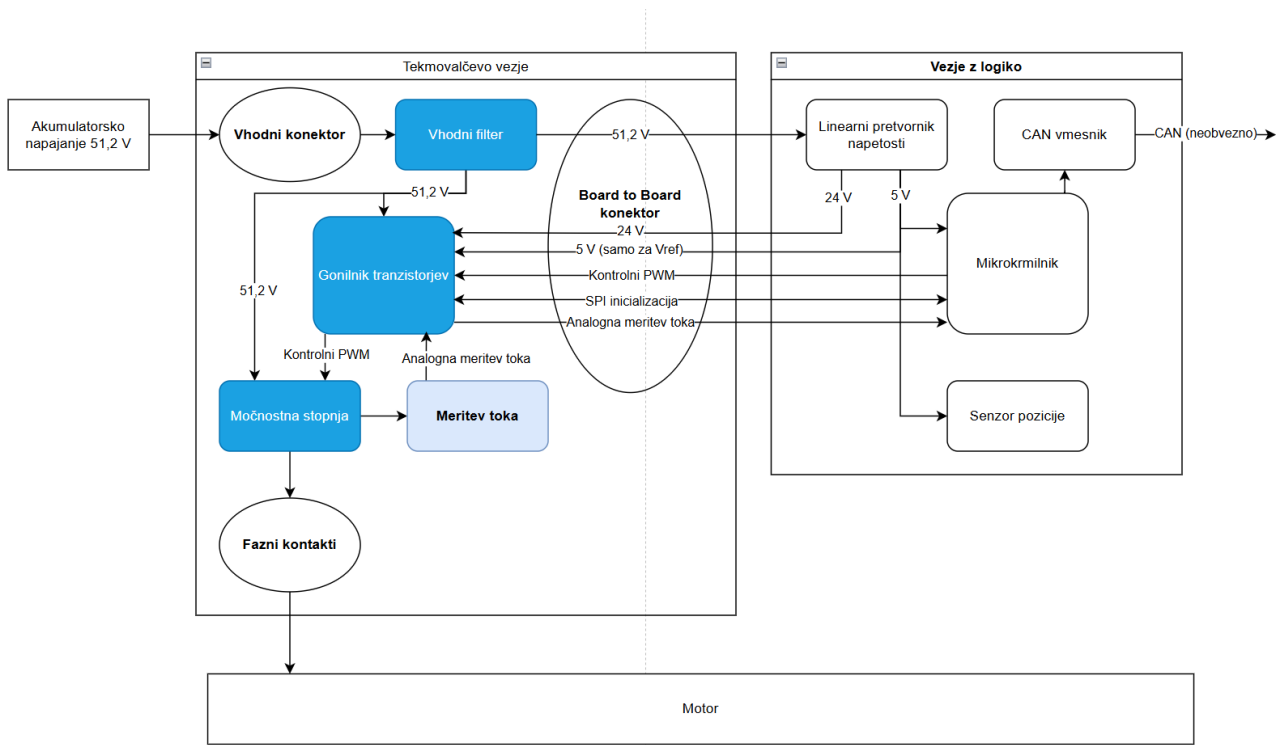 Tekmovalčevo vezje
Vezje z logiko
Akumulatorsko
napajanje 51,2 V
Vhodni konektor
Vhodni filter
51,2 V
Linearni pretvornik
napetosti
CAN vmesnik
CAN (neobvezno)
51,2 V
Board to Board
konektor
24 V
5 V
24 V
5 V (samo za Vref)
Gonilnik tranzistorjev
Kontrolni PWM
Mikrokrmilnik
51,2 V
SPI inicializacija
Analogna meritev toka
Kontrolni PWM
Analogna meritev toka
Močnostna stopnja
Meritev toka
Senzor pozicije
Fazni kontakti
Motor